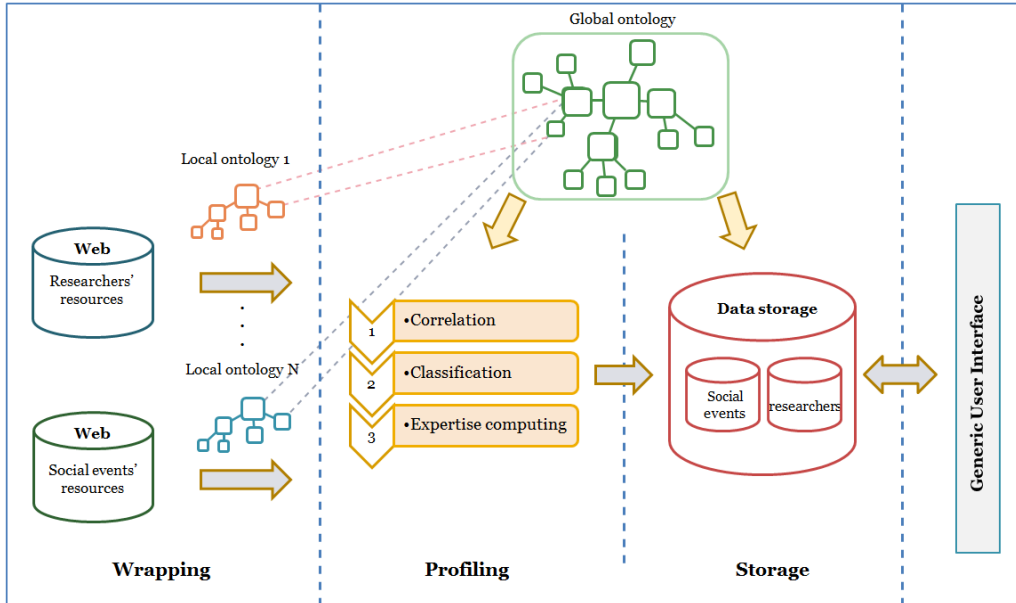 Global ontology
Local ontology 1
Web
Researchers'
resources
Local ontology N
Web
Social events'
resources
1
•Correlation
2
•Classification
3
•Expertise computing
Data storage
Social
events
researchers
Generic User Interface
Wrapping
Profiling
Storage